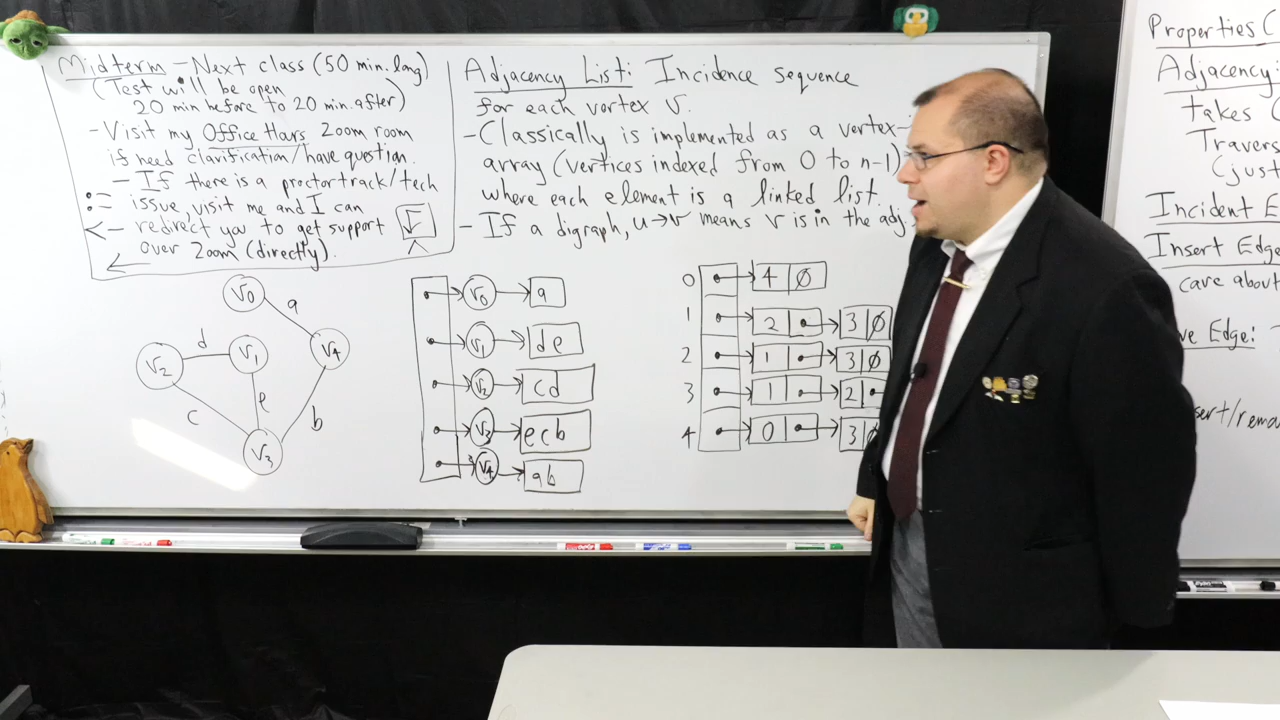 Midterm - Next class (50 min. long)
(Test will be open
20 min before to 20 min. after)
- Visit my Office Hours Zoom room
if need clarification/have question.
- If there is a proctortrack/tech
issue, visit me and I can
redirect you to get support
over Zoom (directly).
Adjacency List: Incidence sequence
for each vertex v.
- Classically is implemented as a vertex-
array (vertices indexed from 0 to n-1)
where each element is a linked list.
- If a digraph, u→v means v is in the adj.
V0
a
d
V2
V1
V4
e
c
b
V3
V0 a
V1 de
V2 cd
V3 ecb
V4 ab
0 4 ∅
1 2 3 ∅
2 1 3 ∅
3 1 2
4 0 3 ∅
Properties (
Adjacency:
takes (
Travers
(just
Incident E
Insert Edge
care about
ve Edge:
sert/remo